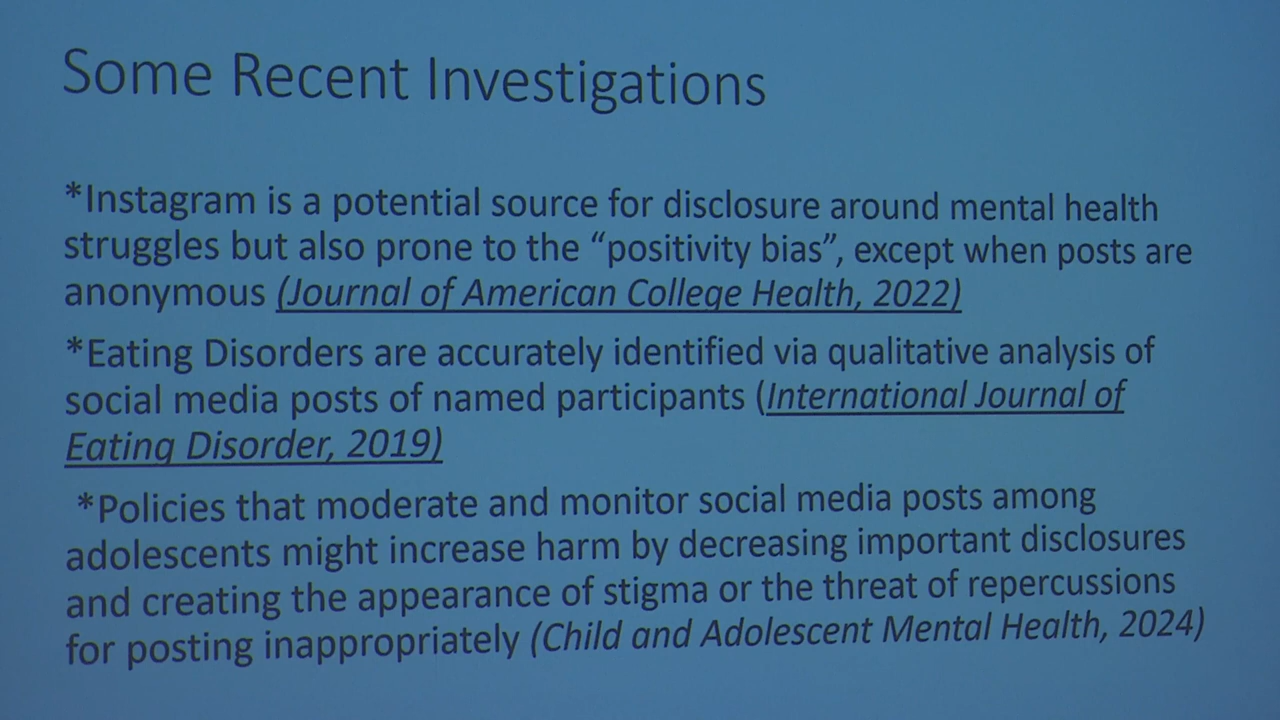 Some Recent Investigations
*Instagram is a potential source for disclosure around mental health
struggles but also prone to the “positivity bias”, except when posts are
anonymous (Journal of American College Health, 2022)
*Eating Disorders are accurately identified via qualitative analysis of
social media posts of named participants (International Journal of
Eating Disorder, 2019)
*Policies that moderate and monitor social media posts among
adolescents might increase harm by decreasing important disclosures
and creating the appearance of stigma or the threat of repercussions
for posting inappropriately (Child and Adolescent Mental Health, 2024)